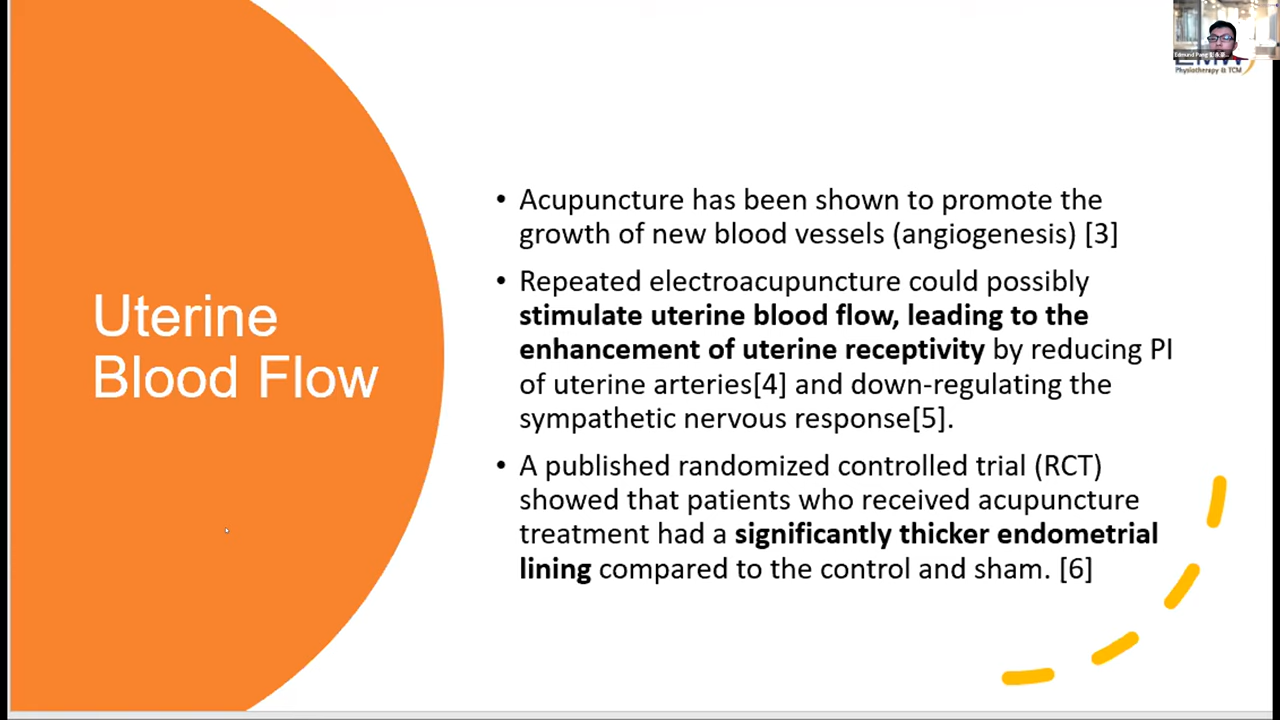 Uterine
Blood Flow
• Acupuncture has been shown to promote the
growth of new blood vessels (angiogenesis) [3]
• Repeated electroacupuncture could possibly
stimulate uterine blood flow, leading to the
enhancement of uterine receptivity by reducing PI
of uterine arteries[4] and down-regulating the
sympathetic nervous response[5].
• A published randomized controlled trial (RCT)
showed that patients who received acupuncture
treatment had a significantly thicker endometrial
lining compared to the control and sham. [6]
Edmund Pang
Physiotherapy & TCM